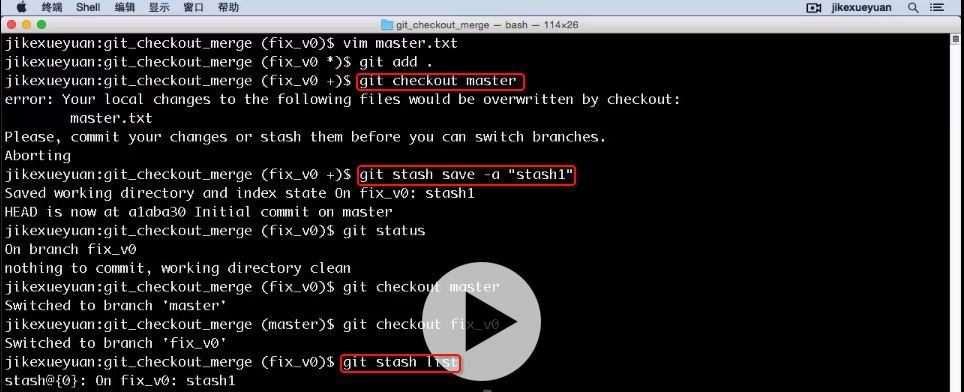 终端 Shell 编辑 显示 窗口 帮助 jikexueyuan
git_checkout_merge — bash — 114×26
jikexueyuan:git_checkout_merge (fix_v0)$ vim master.txt
jikexueyuan:git_checkout_merge (fix_v0 *)$ git add .
jikexueyuan:git_checkout_merge (fix_v0 +)$ git checkout master
error: Your local changes to the following files would be overwritten by checkout:
master.txt
Please, commit your changes or stash them before you can switch branches.
Aborting
jikexueyuan:git_checkout_merge (fix_v0 +)$ git stash save -a "stash1"
Saved working directory and index state On fix_v0: stash1
HEAD is now at a1aba30 Initial commit on master
jikexueyuan:git_checkout_merge (fix_v0)$ git status
On branch fix_v0
nothing to commit, working directory clean
jikexueyuan:git_checkout_merge (fix_v0)$ git checkout master
Switched to branch 'master'
jikexueyuan:git_checkout_merge (master)$ git checkout fix_v0
Switched to branch 'fix_v0'
jikexueyuan:git_checkout_merge (fix_v0)$ git stash list
stash@{0}: On fix_v0: stash1